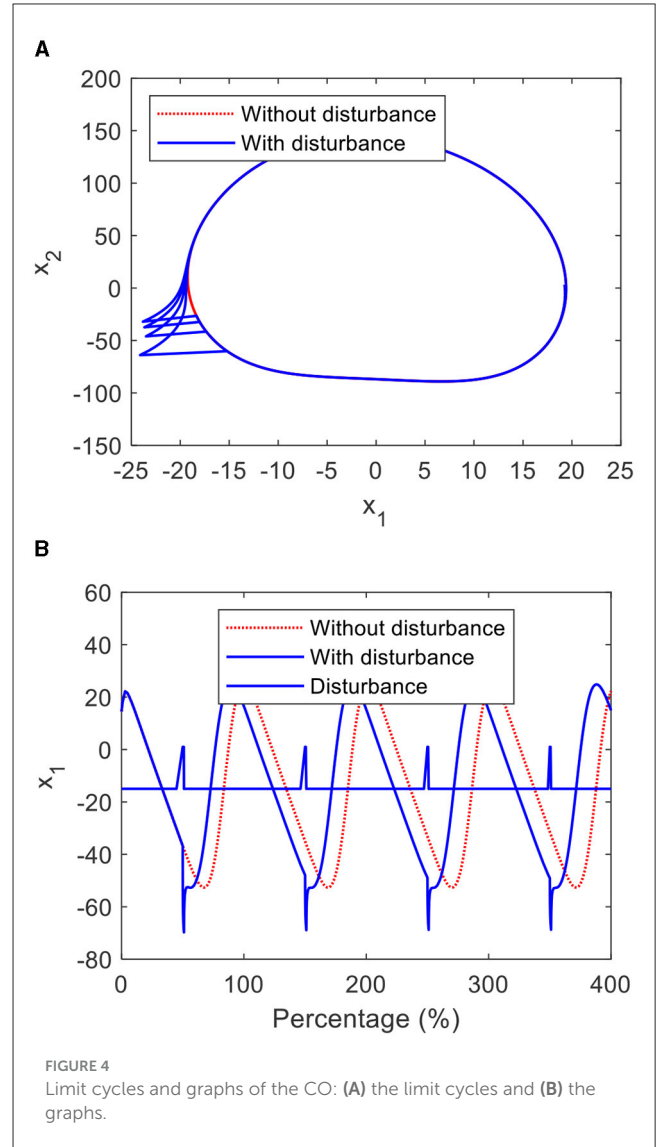 A
200
150
100
50
0
-50
-100
-150
x2
Without disturbance
With disturbance
-25 -20 -15 -10 -5 0 5 10 15 20 25
x1
B
60
40
20
0
-20
-40
-60
-80
x1
Without disturbance
With disturbance
Disturbance
0 100 200 300 400
Percentage (%)
FIGURE 4
Limit cycles and graphs of the CO: (A) the limit cycles and (B) the
graphs.